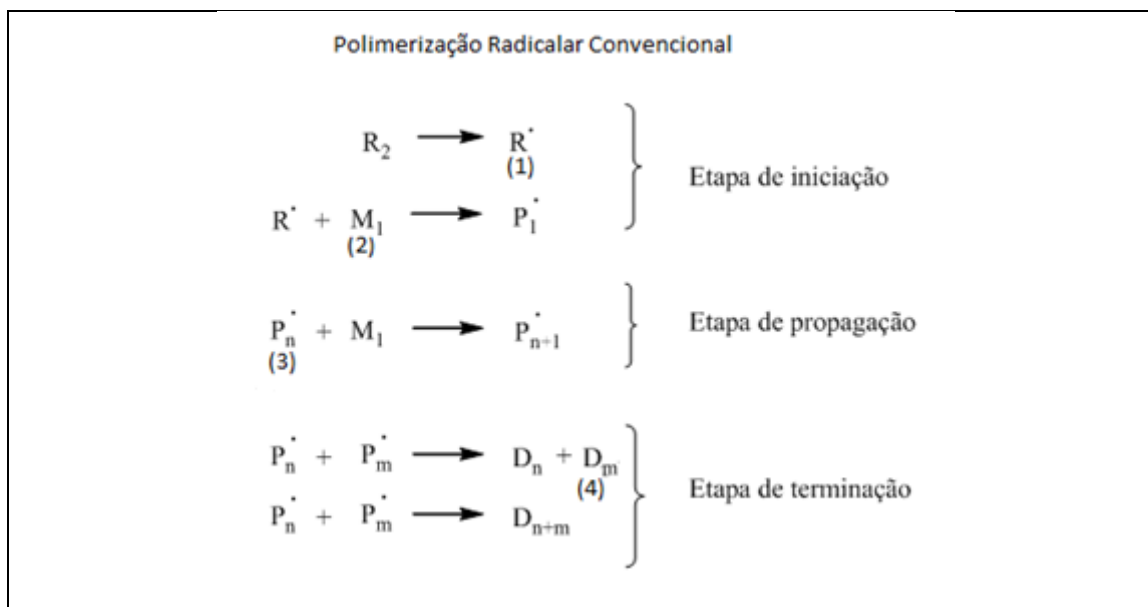 Polimerização Radicalar Convencional
R₂ ⟶ R˙
(1)
R˙ + M₁ ⟶ P₁˙
(2)
Etapa de iniciação
Pₙ˙ + M₁ ⟶ Pₙ₊₁˙
(3)
Etapa de propagação
Pₙ˙ + Pₘ˙ ⟶ Dₙ + Dₘ
(4)
Pₙ˙ + Pₘ˙ ⟶ Dₙ₊ₘ
Etapa de terminação